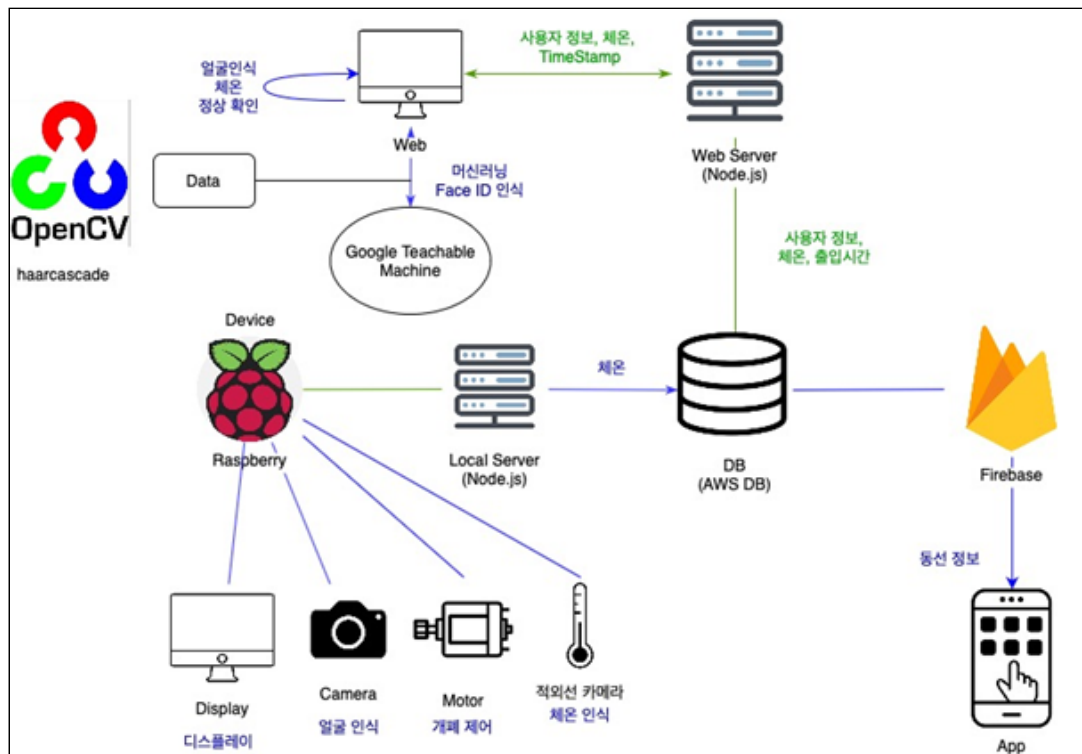 사용자 정보, 체온,
TimeStamp
얼굴인식
체온
정상 확인
Web
Web Server
(Node.js)
Data
머신러닝
Face ID 인식
OpenCV
haarcascade
Google Teachable
Machine
사용자 정보,
체온, 출입시간
Device
Raspberry
Local Server
(Node.js)
체온
DB
(AWS DB)
Firebase
동선 정보
Display
디스플레이
Camera
얼굴 인식
Motor
개폐 제어
적외선 카메라
체온 인식
App